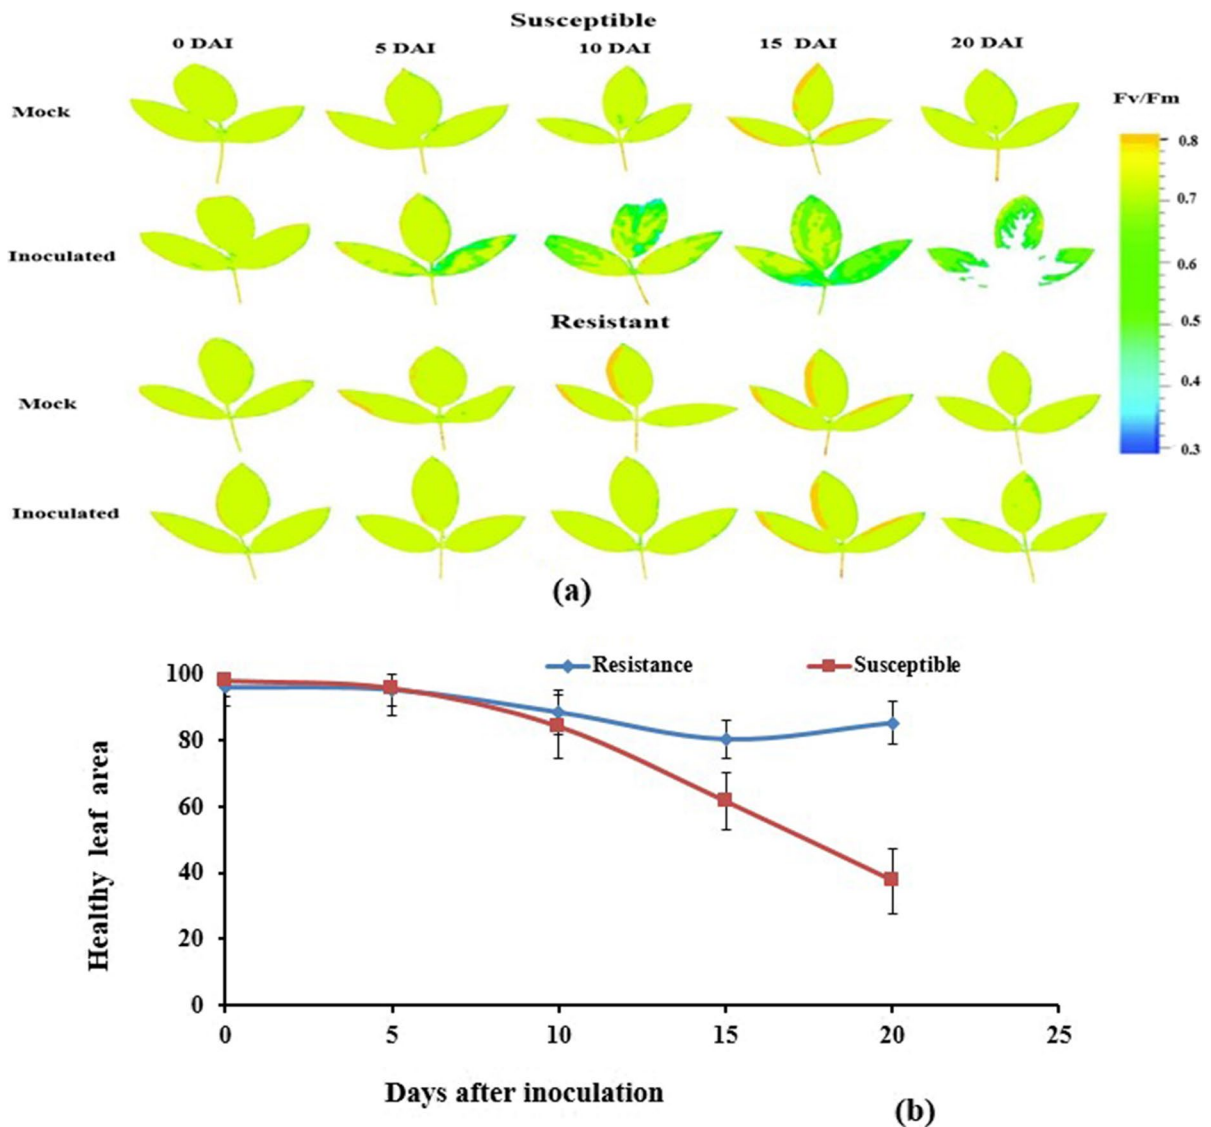 Susceptible
0 DAI 5 DAI 10 DAI 15 DAI 20 DAI
Mock
Fv/Fm
0.8
0.7
Inoculated
0.6
Resistant
0.5
Mock
0.4
0.3
Inoculated
(a)
Resistance Susceptible
100
80
60
40
20
0
Healthy leaf area
0 5 10 15 20 25
Days after inoculation
(b)